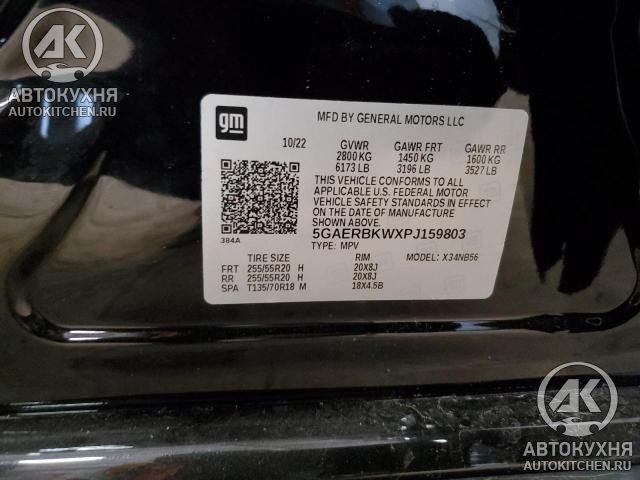 AK
АВТОКУХНЯ
AUTOKITCHEN.RU
gm
MFD BY GENERAL MOTORS LLC
10/22 GVWR GAWR FRT GAWR RR
2800 KG 1450 KG 1600 KG
6173 LB 3196 LB 3527 LB
THIS VEHICLE CONFORMS TO ALL
APPLICABLE U.S. FEDERAL MOTOR
VEHICLE SAFETY STANDARDS IN EFFECT
ON THE DATE OF MANUFACTURE
SHOWN ABOVE.
384A
5GAERBKWXPJ159803
TYPE: MPV MODEL: X34NB56
TIRE SIZE RIM
FRT 255/55R20 H 20X8J
RR 255/55R20 H 20X8J
SPA T135/70R18 M 18X4.5B
AK
АВТОКУХНЯ
AUTOKITCHEN.RU